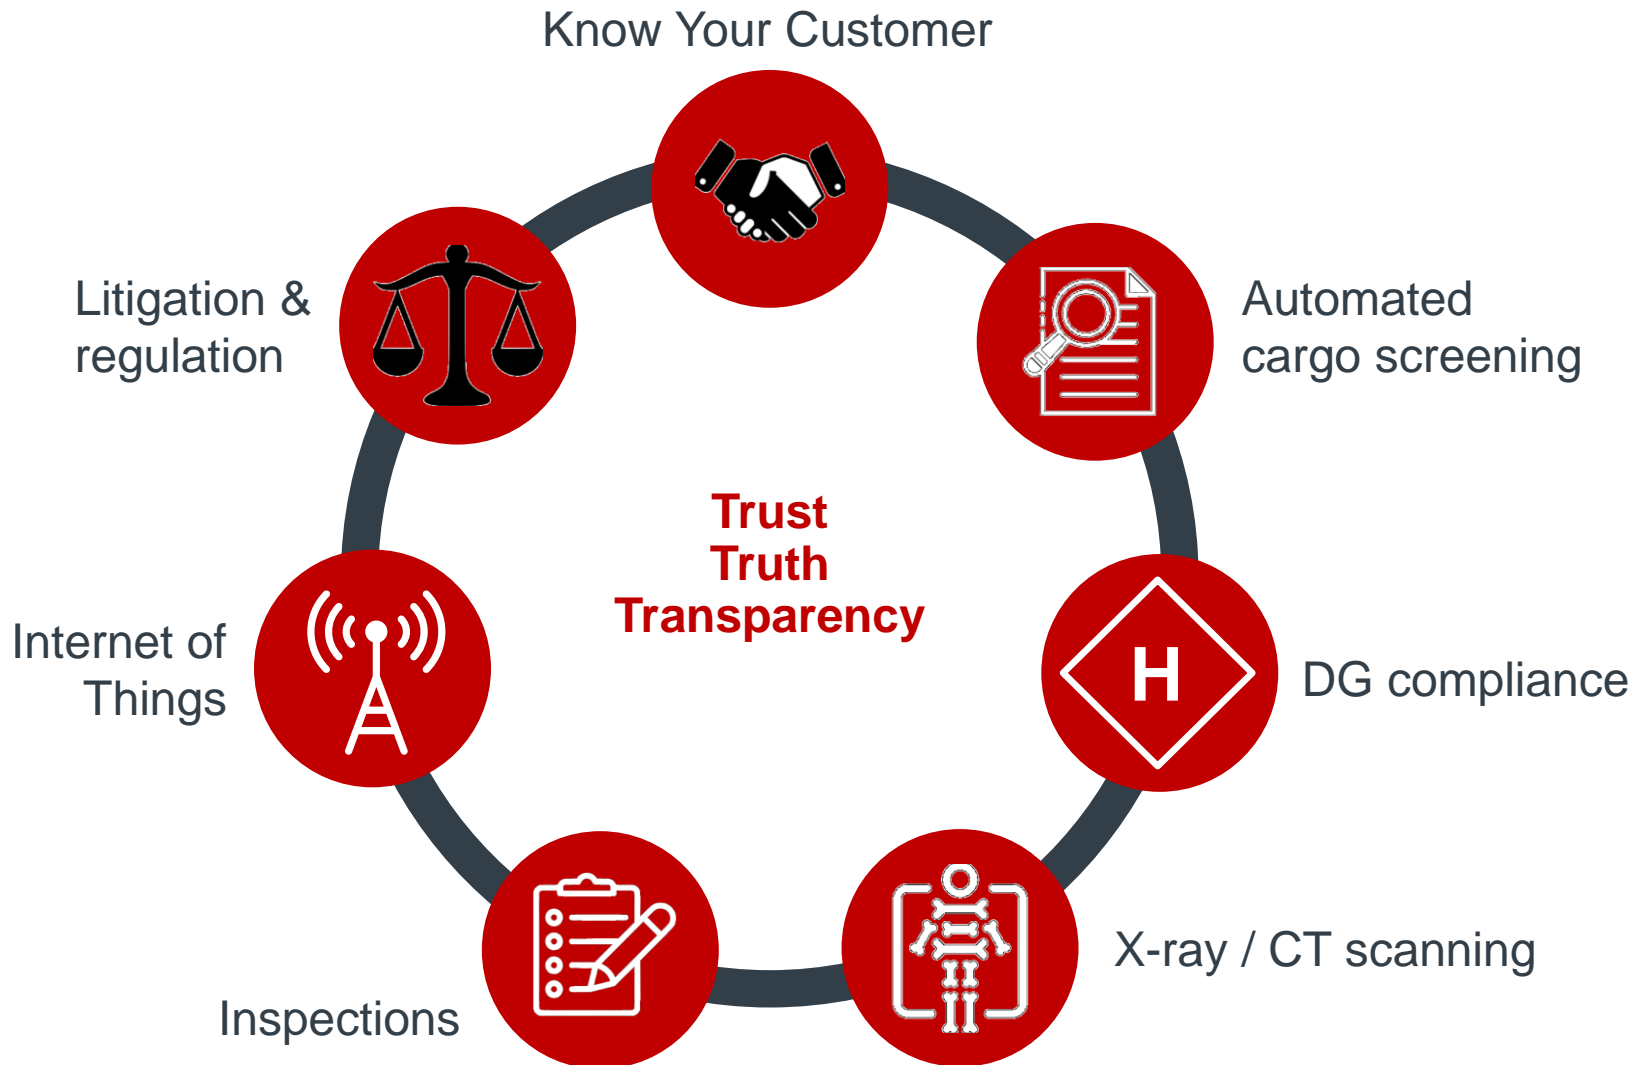 Know Your Customer
Automated
cargo screening
H
DG compliance
X-ray / CT scanning
Inspections
Internet of
Things
Litigation &
regulation
Trust
Truth
Transparency